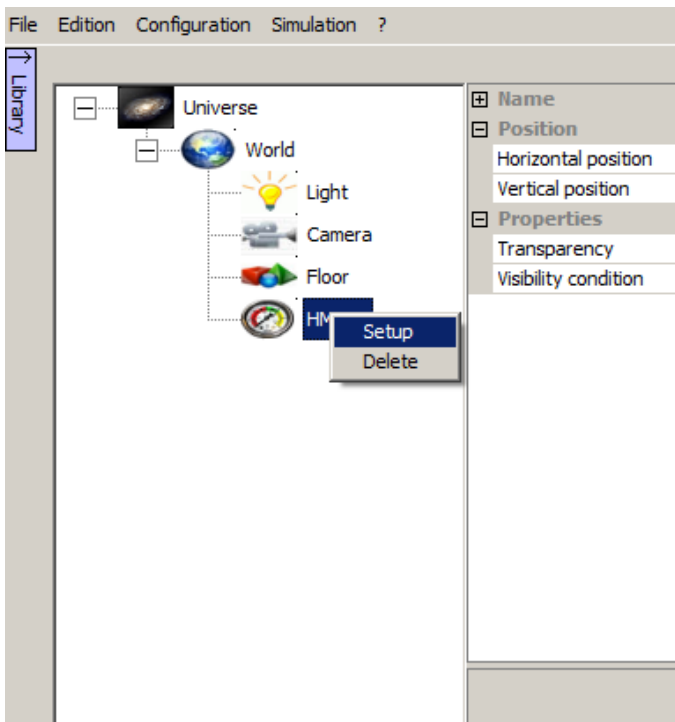 File Edition Configuration Simulation ?
↑ Library
Universe
World
Light
Camera
Floor
Setup
Delete
Name
Position
Horizontal position
Vertical position
Properties
Transparency
Visibility condition